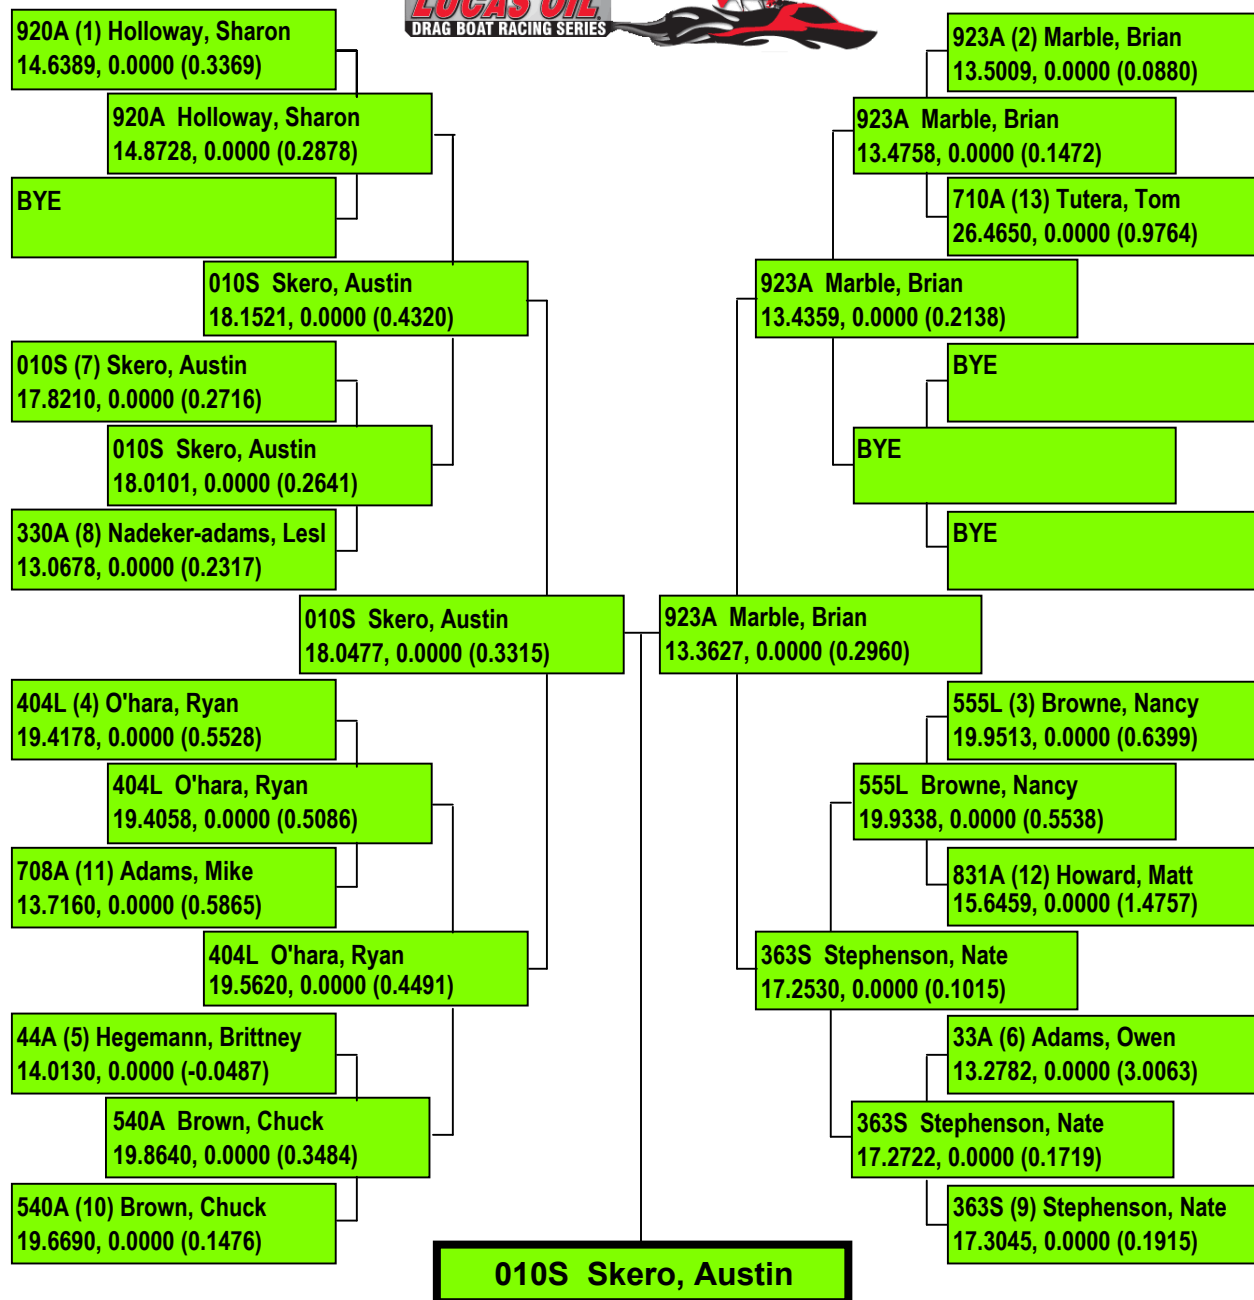 LUCAS OIL
DRAG BOAT RACING SERIES
920A (1) Holloway, Sharon
14.6389, 0.0000 (0.3369)
920A Holloway, Sharon
14.8728, 0.0000 (0.2878)
BYE
010S Skero, Austin
18.1521, 0.0000 (0.4320)
010S (7) Skero, Austin
17.8210, 0.0000 (0.2716)
010S Skero, Austin
18.0101, 0.0000 (0.2641)
330A (8) Nadeker-adams, Lesl
13.0678, 0.0000 (0.2317)
010S Skero, Austin
18.0477, 0.0000 (0.3315)
404L (4) O'hara, Ryan
19.4178, 0.0000 (0.5528)
404L O'hara, Ryan
19.4058, 0.0000 (0.5086)
708A (11) Adams, Mike
13.7160, 0.0000 (0.5865)
404L O'hara, Ryan
19.5620, 0.0000 (0.4491)
44A (5) Hegemann, Brittney
14.0130, 0.0000 (-0.0487)
540A Brown, Chuck
19.8640, 0.0000 (0.3484)
540A (10) Brown, Chuck
19.6690, 0.0000 (0.1476)
923A (2) Marble, Brian
13.5009, 0.0000 (0.0880)
923A Marble, Brian
13.4758, 0.0000 (0.1472)
710A (13) Tutera, Tom
26.4650, 0.0000 (0.9764)
923A Marble, Brian
13.4359, 0.0000 (0.2138)
BYE
BYE
BYE
923A Marble, Brian
13.3627, 0.0000 (0.2960)
555L (3) Browne, Nancy
19.9513, 0.0000 (0.6399)
555L Browne, Nancy
19.9338, 0.0000 (0.5538)
831A (12) Howard, Matt
15.6459, 0.0000 (1.4757)
363S Stephenson, Nate
17.2530, 0.0000 (0.1015)
33A (6) Adams, Owen
13.2782, 0.0000 (3.0063)
363S Stephenson, Nate
17.2722, 0.0000 (0.1719)
363S (9) Stephenson, Nate
17.3045, 0.0000 (0.1915)
010S Skero, Austin